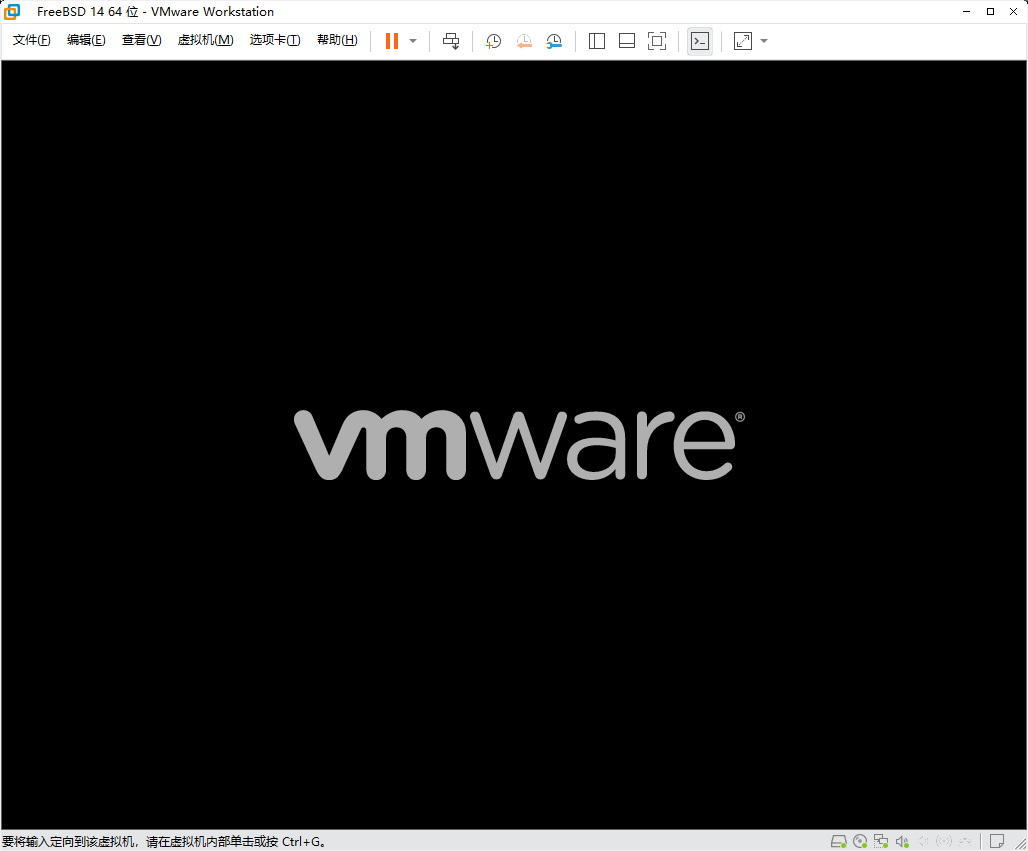 FreeBSD 14 64 位 - VMware Workstation
文件(F) 编辑(E) 查看(V) 虚拟机(M) 选项卡(T) 帮助(H)
vmware®
要将输入定向到该虚拟机，请在虚拟机内部单击或按 Ctrl+G。